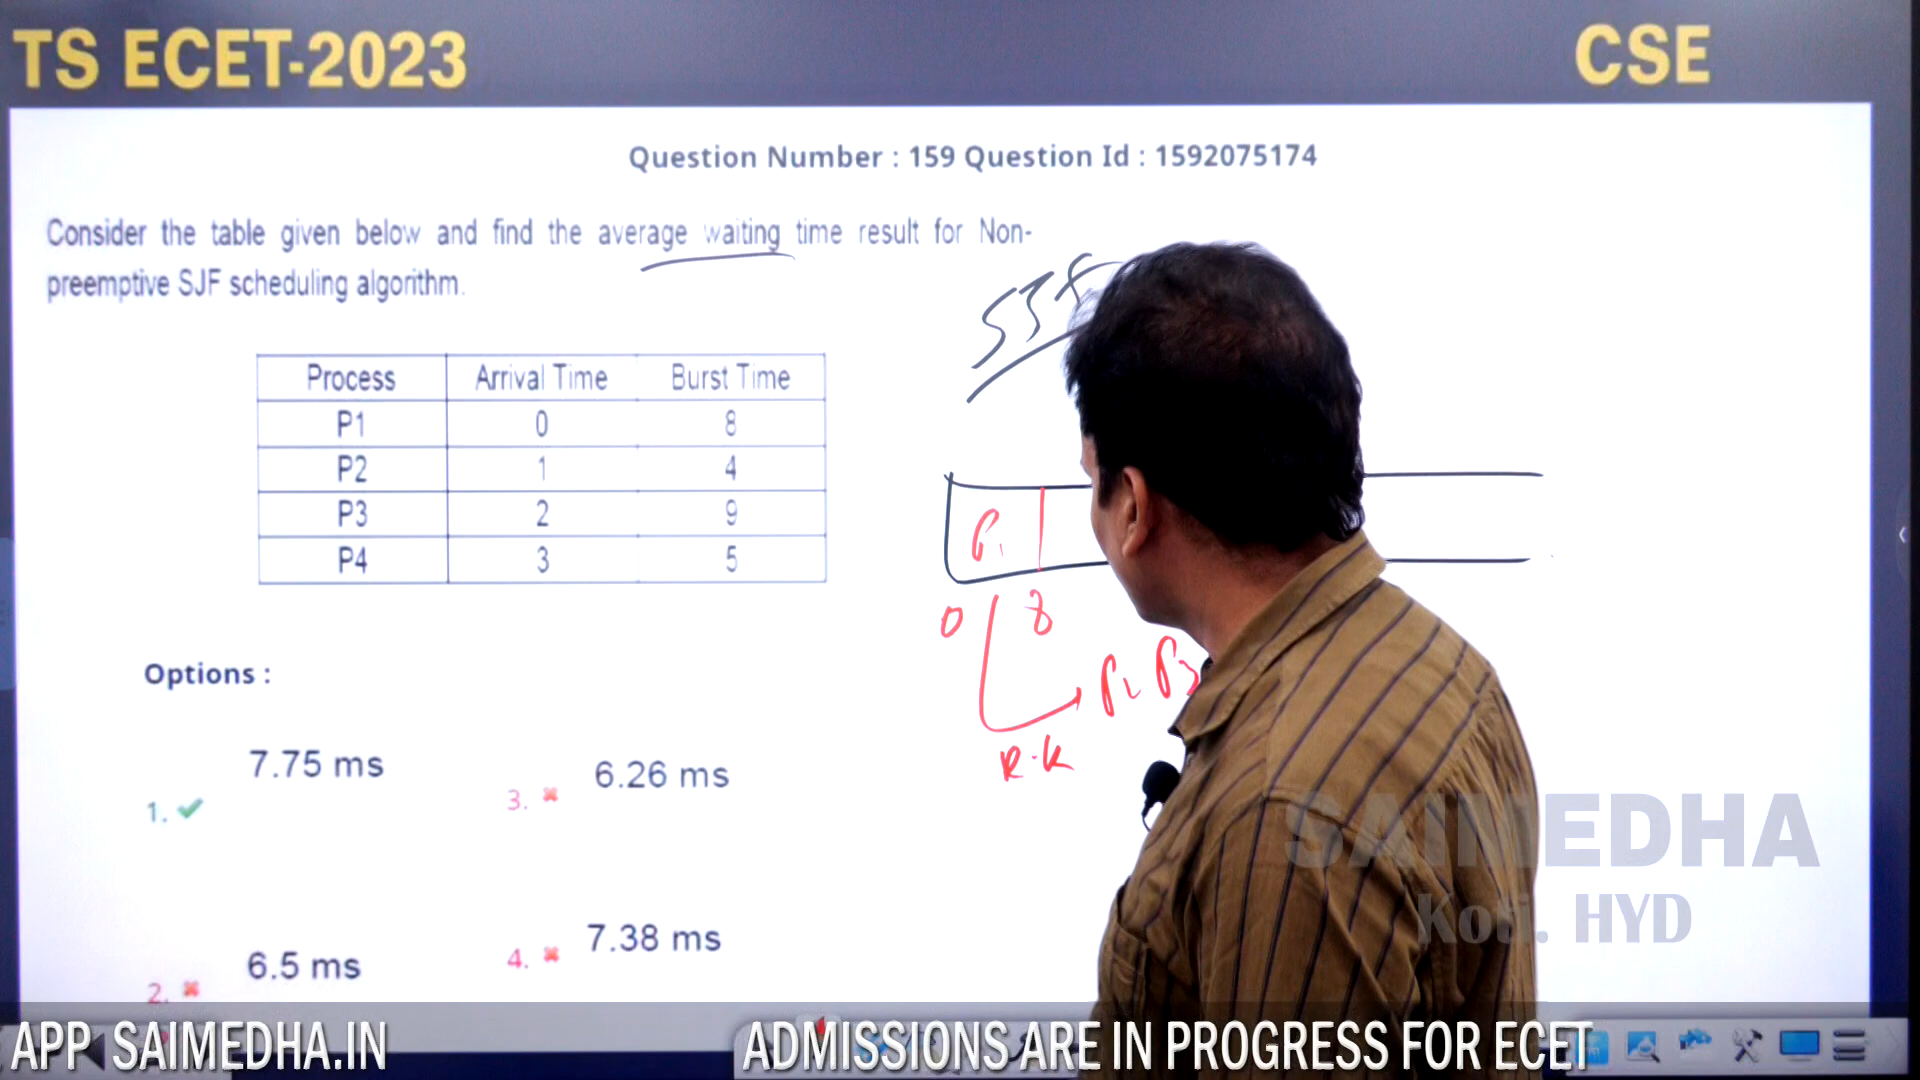 TS ECET-2023
CSE
Question Number : 159 Question Id : 1592075174
Consider the table given below and find the average waiting time result for Non-
preemptive SJF scheduling algorithm.
SJF
Process Arrival Time Burst Time
P1 0 8
P2 1 4
P3 2 9
P4 3 5
P1
0 8
P2 P3
R.K
Options :
7.75 ms
1.
6.26 ms
3.
6.5 ms
2.
7.38 ms
4.
SAIMEDHA
Koti. HYD
APP SAIMEDHA.IN
ADMISSIONS ARE IN PROGRESS FOR ECET